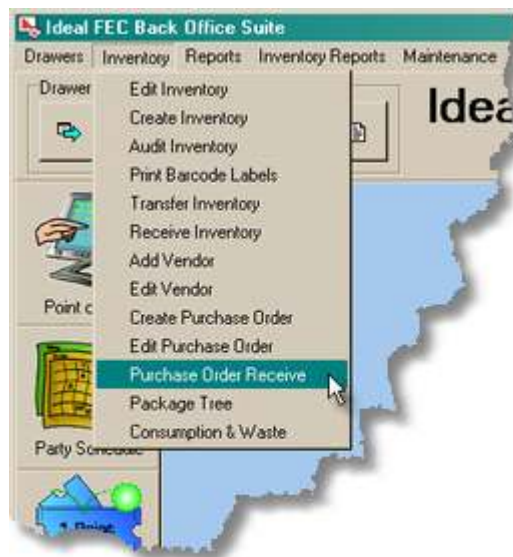 Ideal FEC Back Office Suite
Drawers Inventory Reports Inventory Reports Maintenance
Drawer
Edit Inventory
Create Inventory
Audit Inventory
Print Barcode Labels
Transfer Inventory
Receive Inventory
Add Vendor
Edit Vendor
Create Purchase Order
Edit Purchase Order
Purchase Order Receive
Package Tree
Consumption & Waste
Idea
Point o
Party Schedule
1-Point